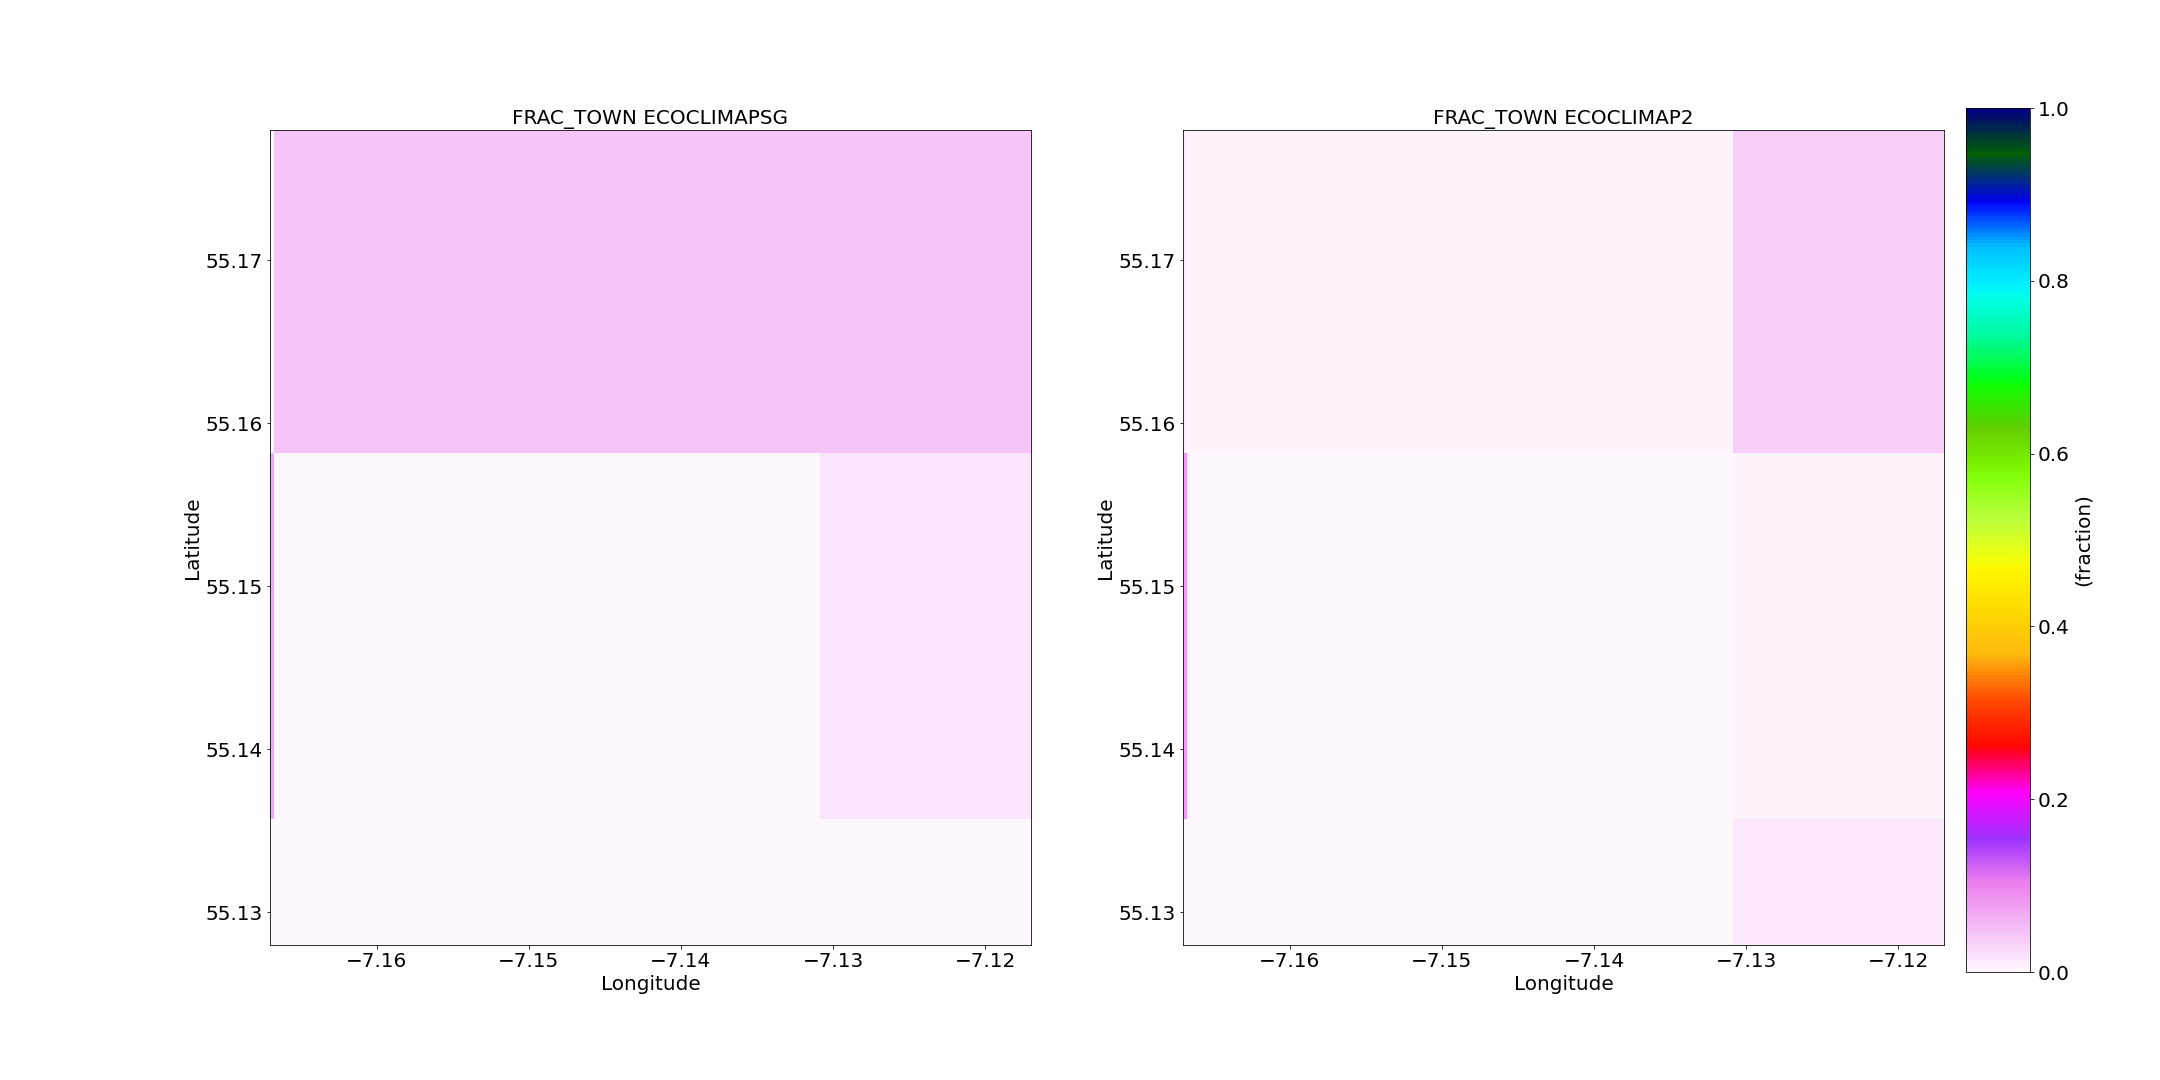 FRAC_TOWN ECOCLIMAPSG
55.17
55.16
55.15
55.14
55.13
Latitude
−7.16 −7.15 −7.14 −7.13 −7.12
Longitude
FRAC_TOWN ECOCLIMAP2
55.17
55.16
55.15
55.14
55.13
Latitude
−7.16 −7.15 −7.14 −7.13 −7.12
Longitude
1.0
0.8
0.6
0.4
0.2
0.0
(fraction)